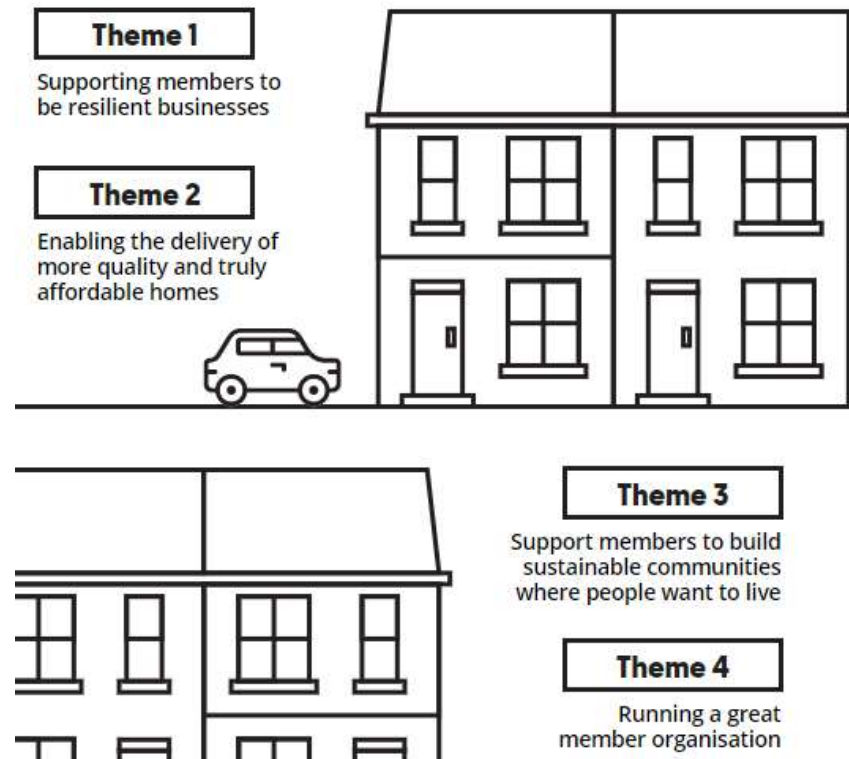 Theme 1
Supporting members to
be resilient businesses
Theme 2
Enabling the delivery of
more quality and truly
affordable homes
Theme 3
Support members to build
sustainable communities
where people want to live
Theme 4
Running a great
member organisation